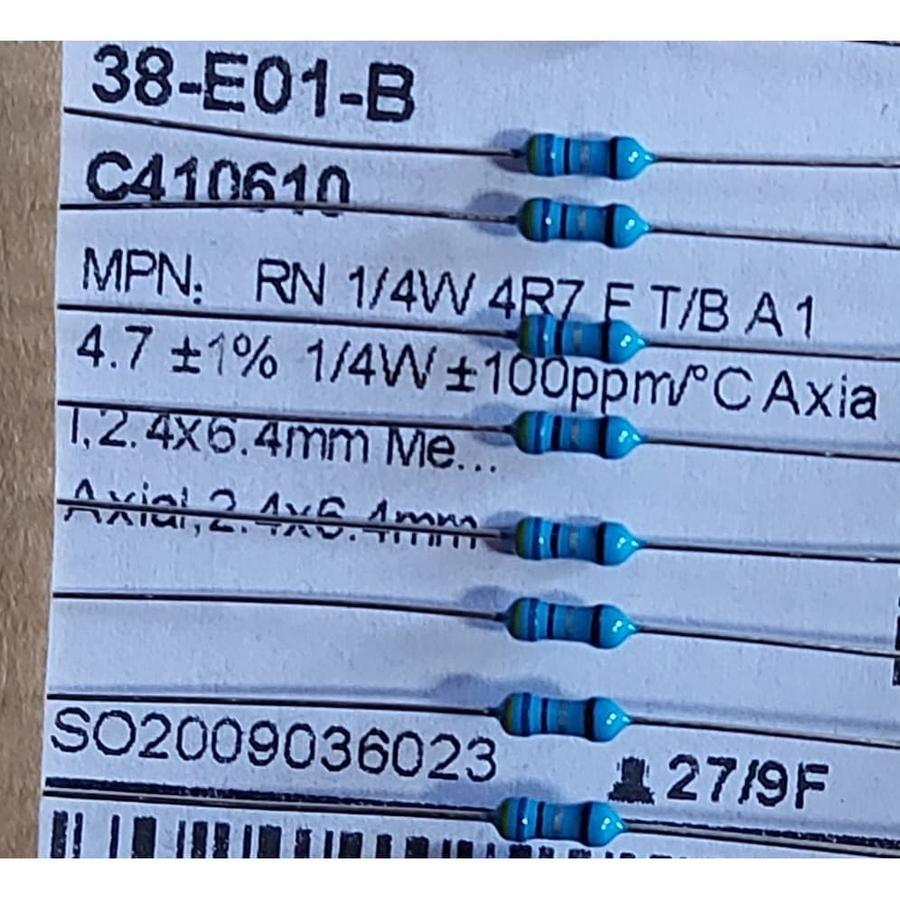 38-E01-B
C410610
MPN: RN 1/4W 4R7 F T/B A1
4.7 ±1% 1/4W ±100ppm/°C Axia
l,2.4x6.4mm Me...
Axial,2.4x6.4mm
SO2009036023
27/9F